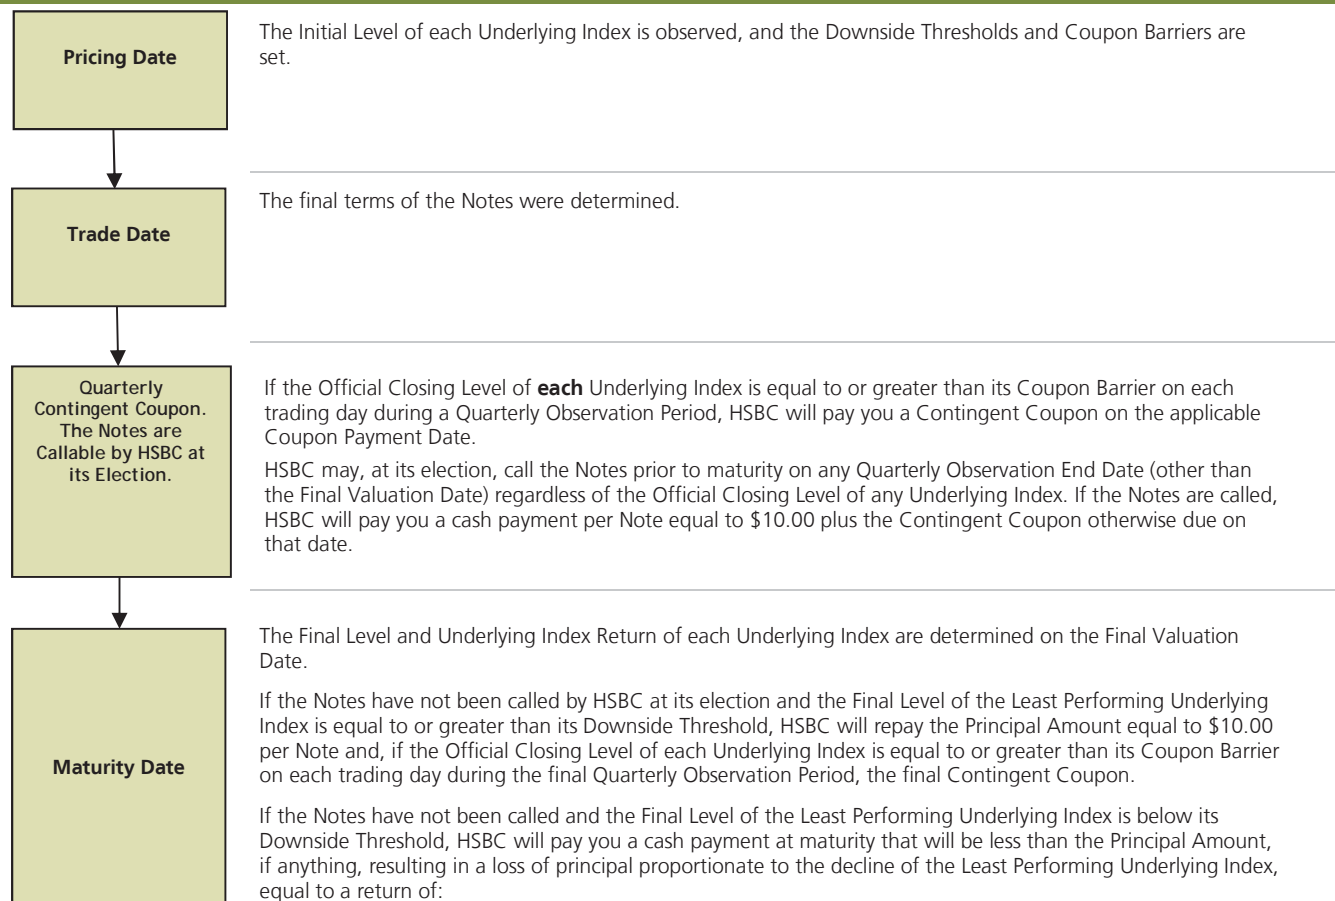 Pricing Date
The Initial Level of each Underlying Index is observed, and the Downside Thresholds and Coupon Barriers are
set.
Trade Date
The final terms of the Notes were determined.
Quarterly
Contingent Coupon.
The Notes are
Callable by HSBC at
its Election.
If the Official Closing Level of each Underlying Index is equal to or greater than its Coupon Barrier on each
trading day during a Quarterly Observation Period, HSBC will pay you a Contingent Coupon on the applicable
Coupon Payment Date.
HSBC may, at its election, call the Notes prior to maturity on any Quarterly Observation End Date (other than
the Final Valuation Date) regardless of the Official Closing Level of any Underlying Index. If the Notes are called,
HSBC will pay you a cash payment per Note equal to $10.00 plus the Contingent Coupon otherwise due on
that date.
Maturity Date
The Final Level and Underlying Index Return of each Underlying Index are determined on the Final Valuation
Date.
If the Notes have not been called by HSBC at its election and the Final Level of the Least Performing Underlying
Index is equal to or greater than its Downside Threshold, HSBC will repay the Principal Amount equal to $10.00
per Note and, if the Official Closing Level of each Underlying Index is equal to or greater than its Coupon Barrier
on each trading day during the final Quarterly Observation Period, the final Contingent Coupon.
If the Notes have not been called and the Final Level of the Least Performing Underlying Index is below its
Downside Threshold, HSBC will pay you a cash payment at maturity that will be less than the Principal Amount,
if anything, resulting in a loss of principal proportionate to the decline of the Least Performing Underlying Index,
equal to a return of: